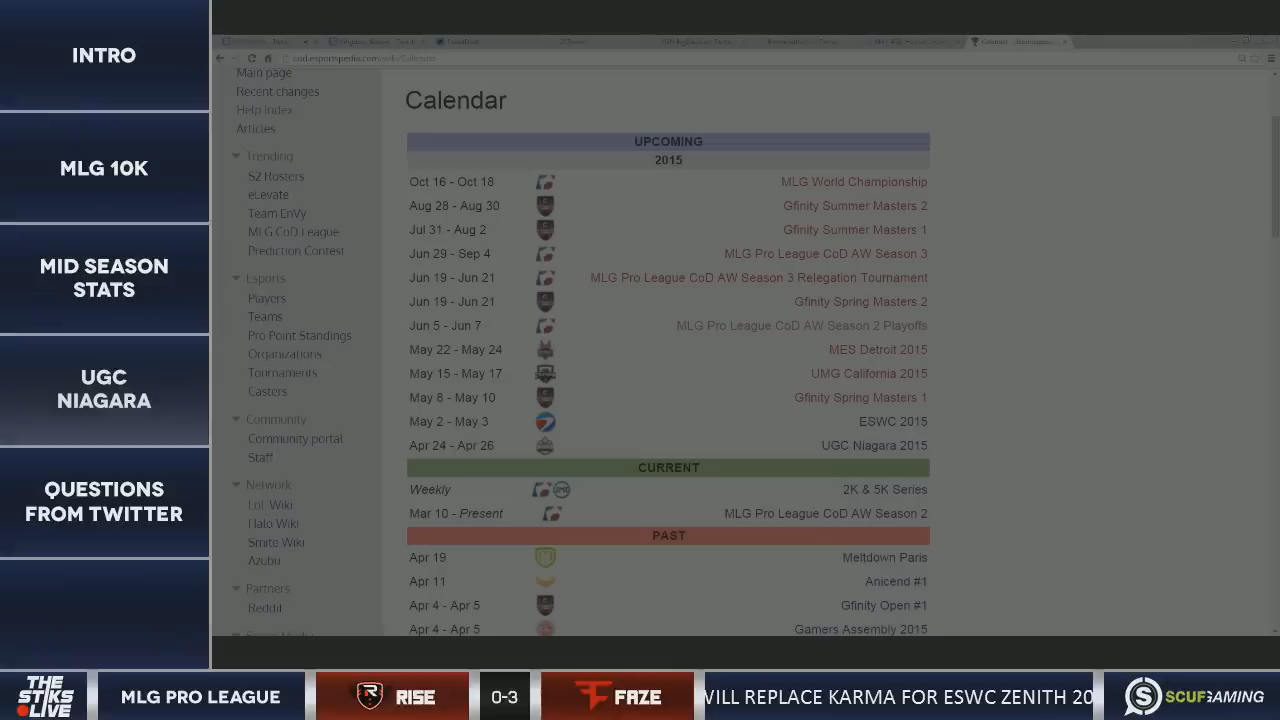 INTRO
MLG 10K
MID SEASON
STATS
UGC
NIAGARA
QUESTIONS
FROM TWITTER
cod.esportspedia.com/wiki/Calendar
Main page
Recent changes
Help Index
Articles
Trending
S2 Rosters
eLevate
Team EnVy
MLG CoD League
Prediction Contest
Esports
Players
Teams
Pro Point Standings
Organizations
Tournaments
Casters
Community
Community portal
Staff
Network
LoL Wiki
Halo Wiki
Smite Wiki
Azubu
Partners
Reddit
Calendar
UPCOMING
2015
Oct 16 - Oct 18 MLG World Championship
Aug 28 - Aug 30 Gfinity Summer Masters 2
Jul 31 - Aug 2 Gfinity Summer Masters 1
Jun 29 - Sep 4 MLG Pro League CoD AW Season 3
Jun 19 - Jun 21 MLG Pro League CoD AW Season 3 Relegation Tournament
Jun 19 - Jun 21 Gfinity Spring Masters 2
Jun 5 - Jun 7 MLG Pro League CoD AW Season 2 Playoffs
May 22 - May 24 MES Detroit 2015
May 15 - May 17 UMG California 2015
May 8 - May 10 Gfinity Spring Masters 1
May 2 - May 3 ESWC 2015
Apr 24 - Apr 26 UGC Niagara 2015
CURRENT
Weekly 2K & 5K Series
Mar 10 - Present MLG Pro League CoD AW Season 2
PAST
Apr 19 Meltdown Paris
Apr 11 Anicend #1
Apr 4 - Apr 5 Gfinity Open #1
Apr 4 - Apr 5 Gamers Assembly 2015
THE
ST1KS
LIVE
MLG PRO LEAGUE
RISE
0-3
FAZE
WILL REPLACE KARMA FOR ESWC ZENITH 20
SCUFGAMING